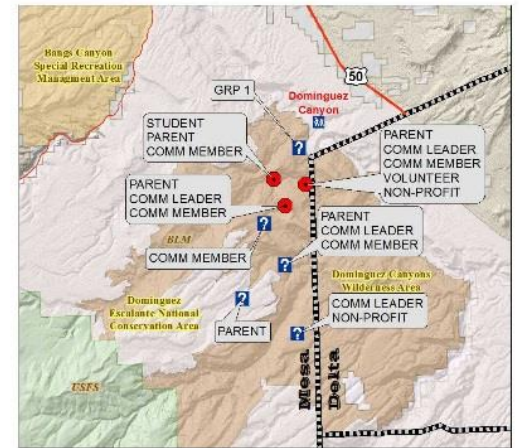 Bangs Canyon
Special Recreation
Managment Area
50
GRP 1
Dominguez
Canyon
STUDENT
PARENT
COMM MEMBER
PARENT
COMM LEADER
COMM MEMBER
VOLUNTEER
NON-PROFIT
PARENT
COMM LEADER
COMM MEMBER
PARENT
COMM LEADER
COMM MEMBER
BLM
COMM MEMBER
Dominguez Canyons
Wilderness Area
Dominguez
Escalante National
Conservation Area
COMM LEADER
NON-PROFIT
PARENT
USFS
Mesa
Delta
?
?
?
?
?